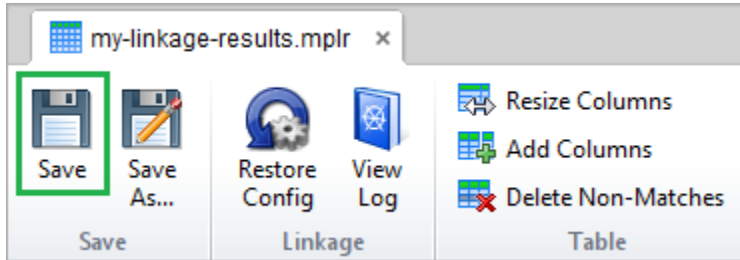 my-linkage-results.mplr ×
Save
Save
As...
Save
Restore
Config
View
Log
Linkage
Resize Columns
Add Columns
Delete Non-Matches
Table